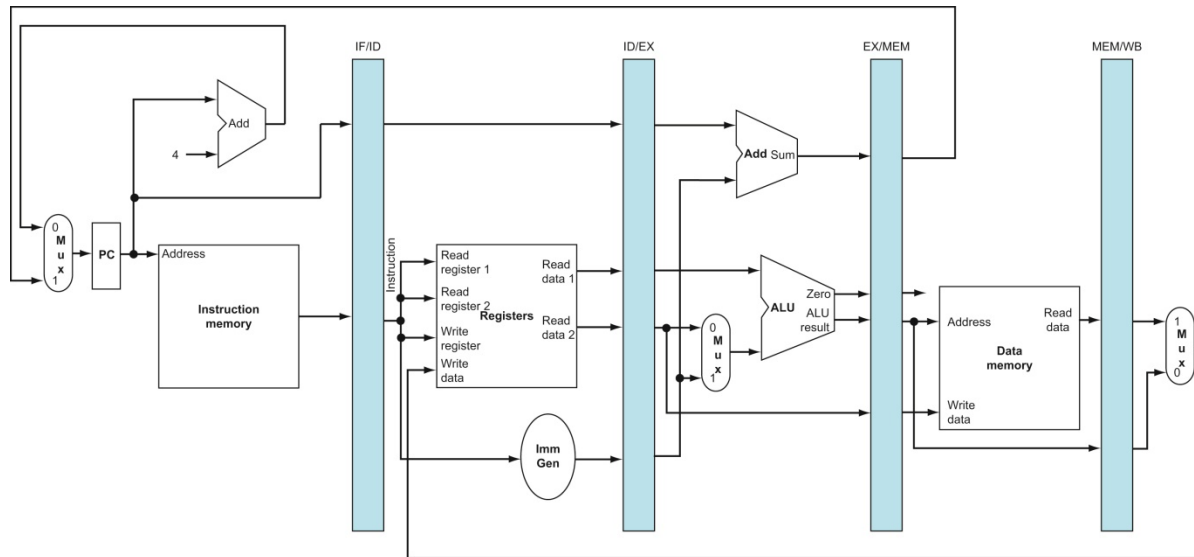 IF/ID
ID/EX
EX/MEM
MEM/WB
Add
4
Add Sum
0
M
u
x
1
PC
Address
Instruction
memory
Instruction
Read
register 1
Read
register 2
Write
register
Write
data
Registers
Read
data 1
Read
data 2
Imm
Gen
0
M
u
x
1
ALU
Zero
ALU
result
Address
Read
data
Data
memory
Write
data
1
M
u
x
0